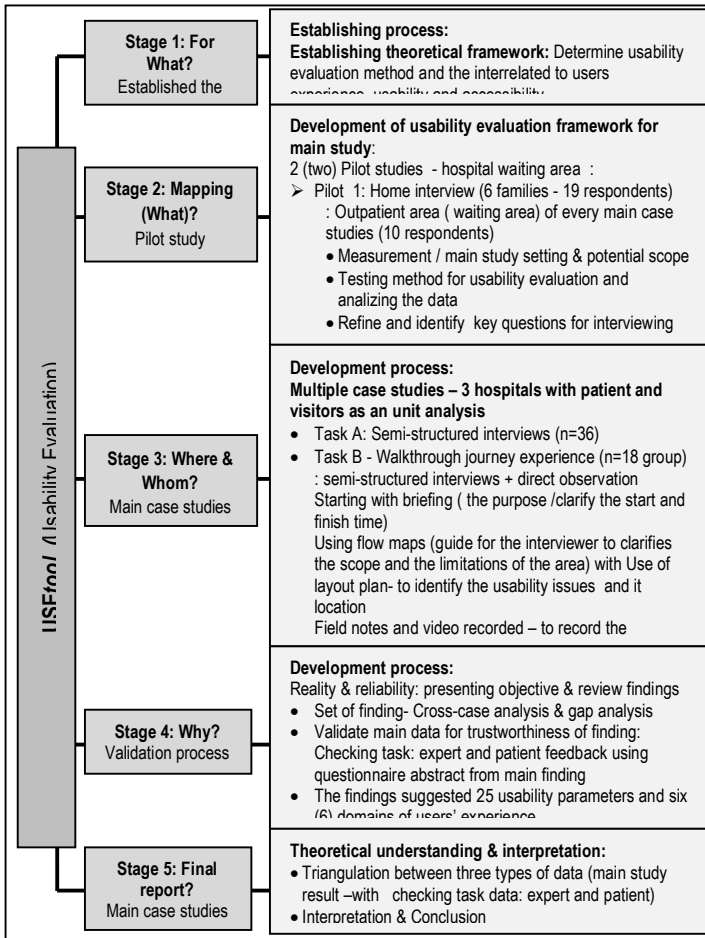 USEtool (Usability Evaluation)
Stage 1: For
What?
Established the
Establishing process:
Establishing theoretical framework: Determine usability
evaluation method and the interrelated to users
experience, usability and accessibility
Stage 2: Mapping
(What)?
Pilot study
Development of usability evaluation framework for
main study:
2 (two) Pilot studies - hospital waiting area :
➢ Pilot 1: Home interview (6 families - 19 respondents)
: Outpatient area ( waiting area) of every main case
studies (10 respondents)
• Measurement / main study setting & potential scope
• Testing method for usability evaluation and
analizing the data
• Refine and identify key questions for interviewing
Stage 3: Where &
Whom?
Main case studies
Development process:
Multiple case studies – 3 hospitals with patient and
visitors as an unit analysis
• Task A: Semi-structured interviews (n=36)
• Task B - Walkthrough journey experience (n=18 group)
: semi-structured interviews + direct observation
Starting with briefing ( the purpose /clarify the start and
finish time)
Using flow maps (guide for the interviewer to clarifies
the scope and the limitations of the area) with Use of
layout plan- to identify the usability issues and it
location
Field notes and video recorded – to record the
Stage 4: Why?
Validation process
Development process:
Reality & reliability: presenting objective & review findings
• Set of finding- Cross-case analysis & gap analysis
• Validate main data for trustworthiness of finding:
Checking task: expert and patient feedback using
questionnaire abstract from main finding
• The findings suggested 25 usability parameters and six
(6) domains of users' experience
Stage 5: Final
report?
Main case studies
Theoretical understanding & interpretation:
• Triangulation between three types of data (main study
result –with checking task data: expert and patient)
• Interpretation & Conclusion